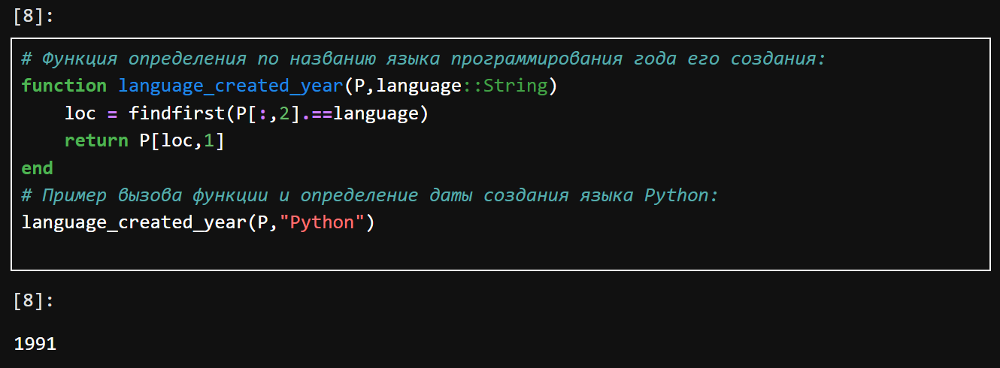 [8]:
# Функция определения по названию языка программирования года его создания:
function language_created_year(P,language::String)
    loc = findfirst(P[:,2].==language)
    return P[loc,1]
end
# Пример вызова функции и определение даты создания языка Python:
language_created_year(P,"Python")
[8]:
1991